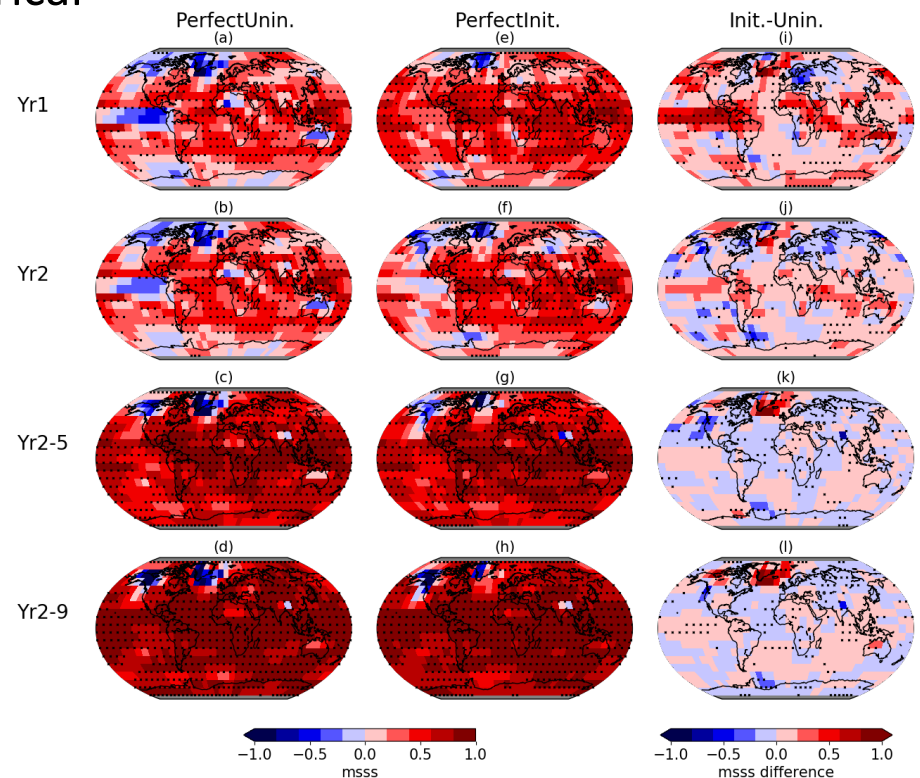 PerfectUnin. PerfectInit. Init.-Unin.
(a) (e) (i)
Yr1
(b) (f) (j)
Yr2
(c) (g) (k)
Yr2-5
(d) (h) (l)
Yr2-9
−1.0 −0.5 0.0 0.5 1.0 −1.0 −0.5 0.0 0.5 1.0
msss msss difference